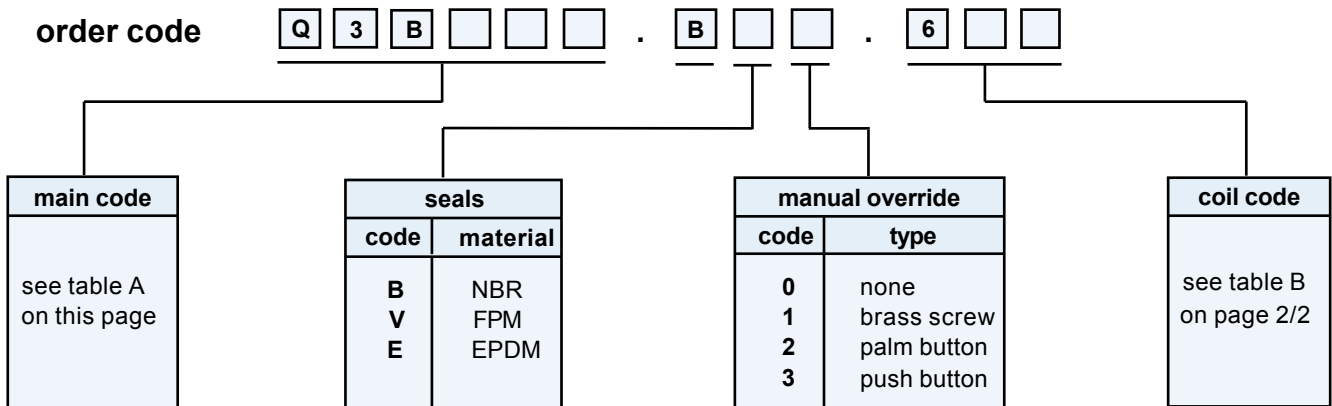 order code Q 3 B . B . 6
main code
see table A
on this page
seals
code material
B NBR
V FPM
E EPDM
manual override
code type
0 none
1 brass screw
2 palm button
3 push button
coil code
see table B
on page 2/2